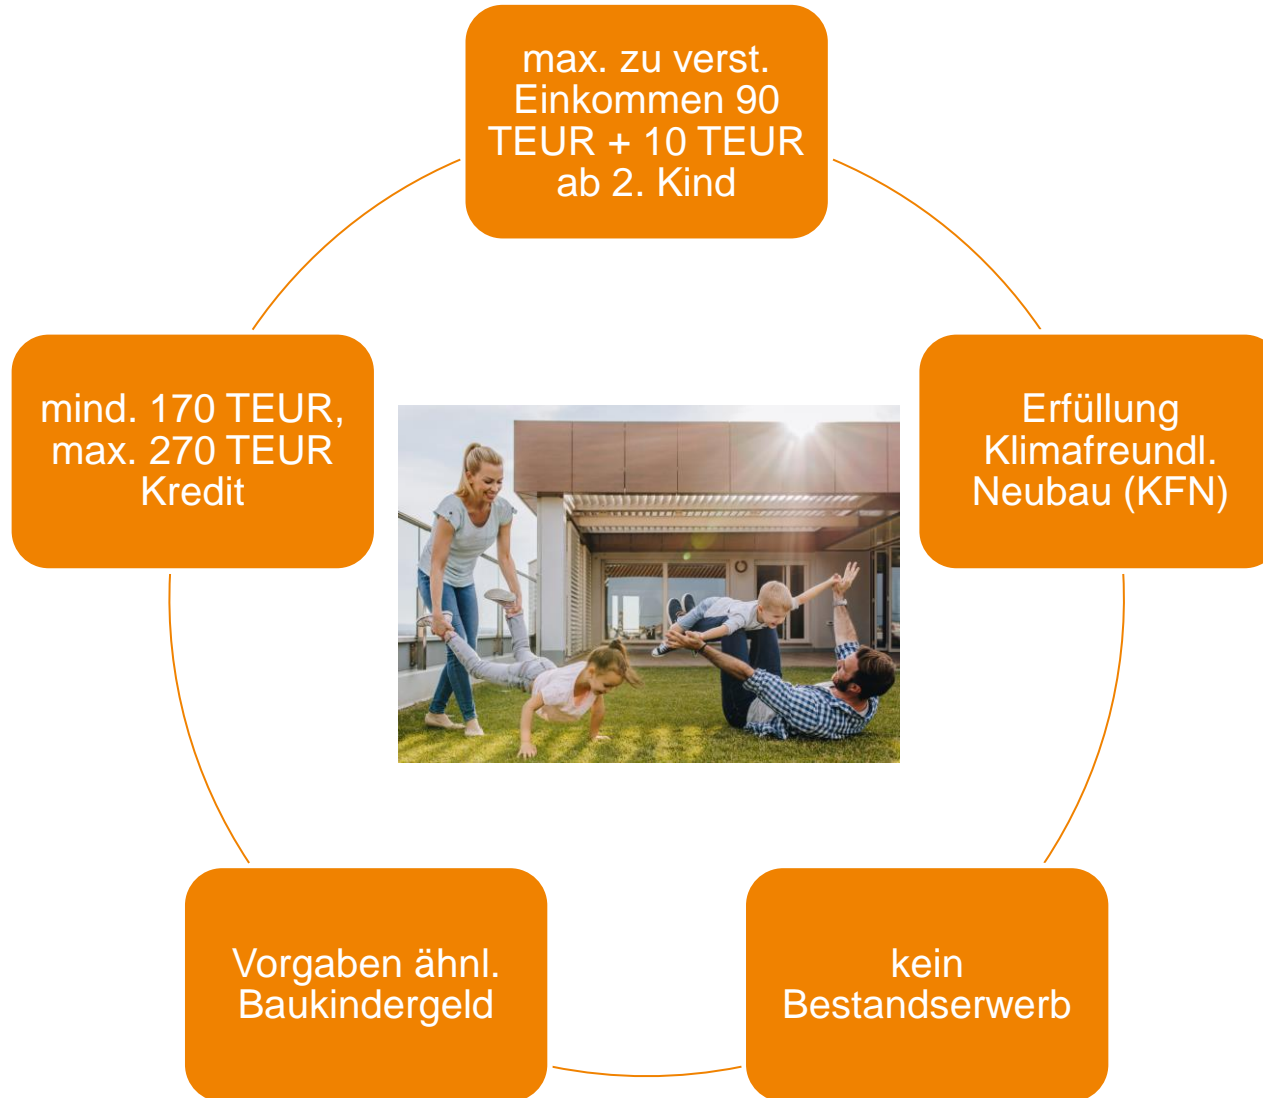 max. zu verst.
Einkommen 90
TEUR + 10 TEUR
ab 2. Kind
mind. 170 TEUR,
max. 270 TEUR
Kredit
Erfüllung
Klimafreundl.
Neubau (KFN)
Vorgaben ähnl.
Baukindergeld
kein
Bestandserwerb